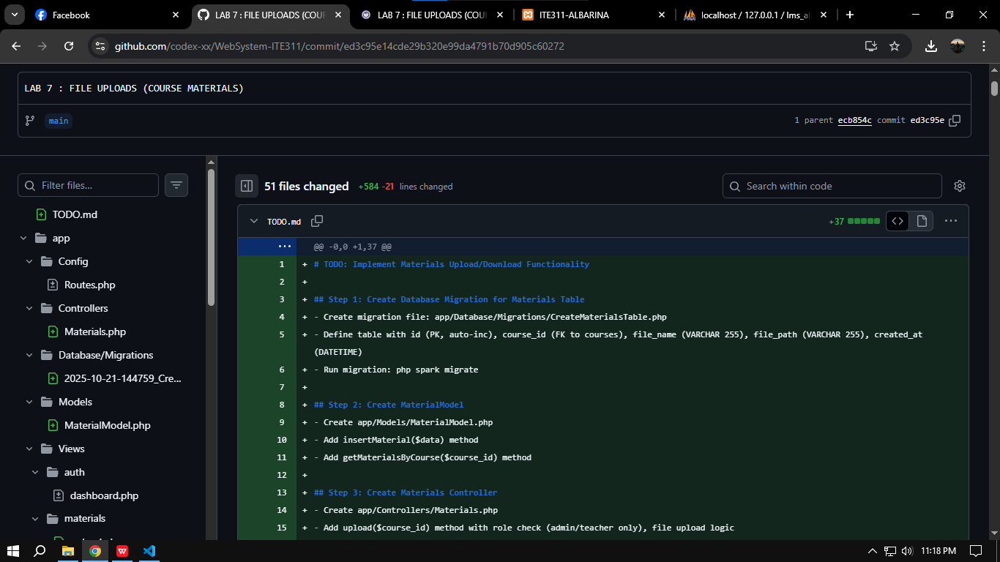 Facebook
LAB 7 : FILE UPLOADS (COUR
LAB 7 : FILE UPLOADS (COUR
ITE311-ALBARINA
localhost / 127.0.0.1 / lms_al
github.com/codex-xx/WebSystem-ITE311/commit/ed3c95e14cde29b320e99da4791b70d905c60272
LAB 7 : FILE UPLOADS (COURSE MATERIALS)
main
1 parent ecb854c commit ed3c95e
Filter files...
51 files changed +584 -21 lines changed
Search within code
TODO.md
app
Config
Routes.php
Controllers
Materials.php
Database/Migrations
2025-10-21-144759_Cre...
Models
MaterialModel.php
Views
auth
dashboard.php
materials
TODO.md
+37
@@ -0,0 +1,37 @@
1 + # TODO: Implement Materials Upload/Download Functionality
2 +
3 + ## Step 1: Create Database Migration for Materials Table
4 + - Create migration file: app/Database/Migrations/CreateMaterialsTable.php
5 + - Define table with id (PK, auto-inc), course_id (FK to courses), file_name (VARCHAR 255), file_path (VARCHAR 255), created_at
(DATETIME)
6 + - Run migration: php spark migrate
7 +
8 + ## Step 2: Create MaterialModel
9 + - Create app/Models/MaterialModel.php
10 + - Add insertMaterial($data) method
11 + - Add getMaterialsByCourse($course_id) method
12 +
13 + ## Step 3: Create Materials Controller
14 + - Create app/Controllers/Materials.php
15 + - Add upload($course_id) method with role check (admin/teacher only), file upload logic
11:18 PM